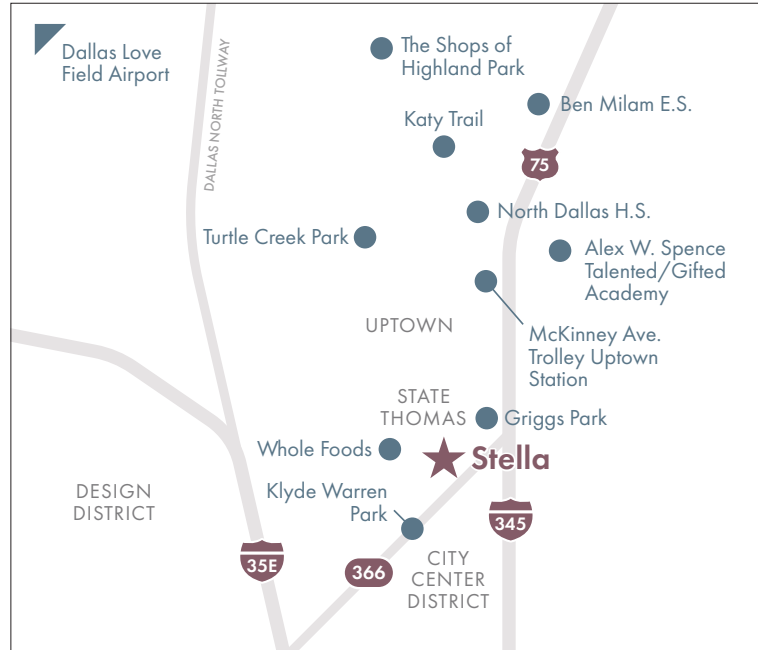 Dallas Love
Field Airport
DALLAS NORTH TOLLWAY
The Shops of
Highland Park
Ben Milam E.S.
Katy Trail
75
North Dallas H.S.
Turtle Creek Park
Alex W. Spence
Talented/Gifted
Academy
UPTOWN
McKinney Ave.
Trolley Uptown
Station
STATE
THOMAS
Griggs Park
Whole Foods
Stella
DESIGN
DISTRICT
Klyde Warren
Park
345
35E
366
CITY
CENTER
DISTRICT